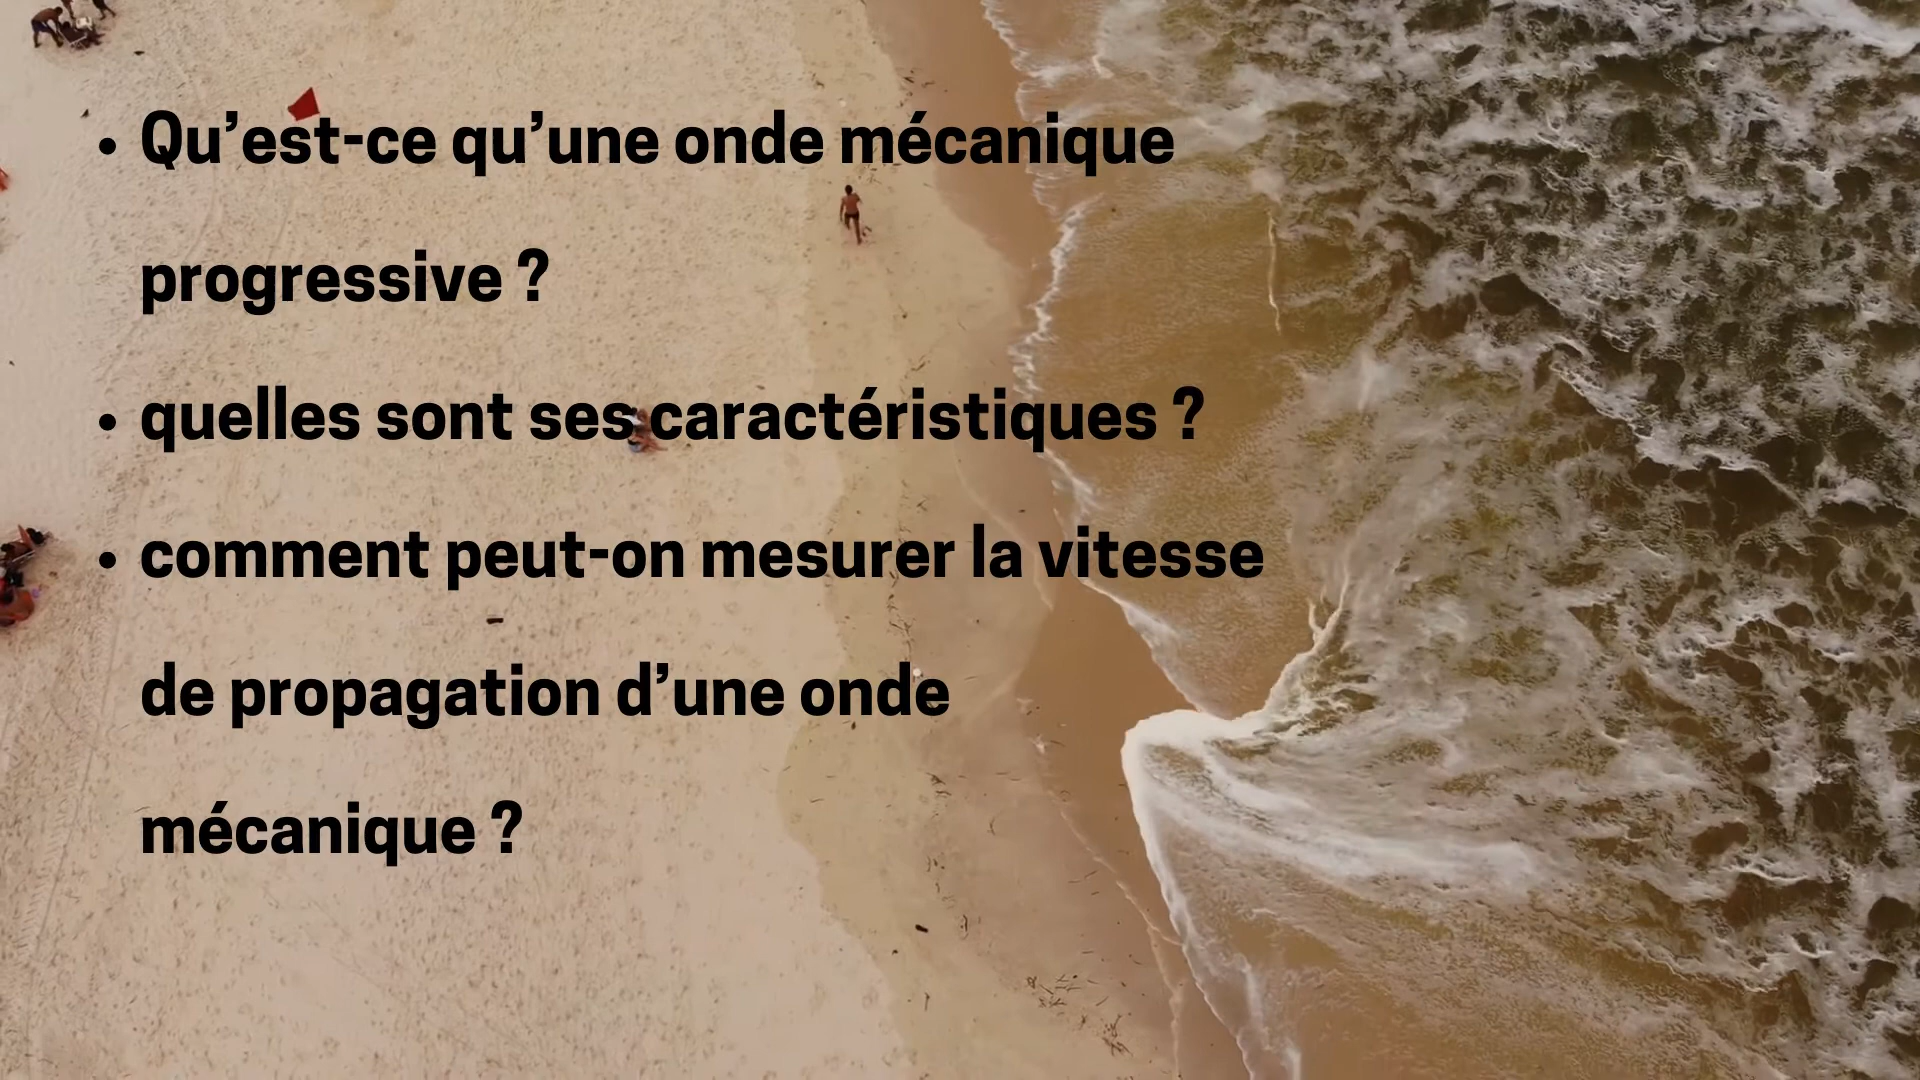 • Qu’est-ce qu’une onde mécanique
progressive ?
• quelles sont ses caractéristiques ?
• comment peut-on mesurer la vitesse
de propagation d’une onde
mécanique ?